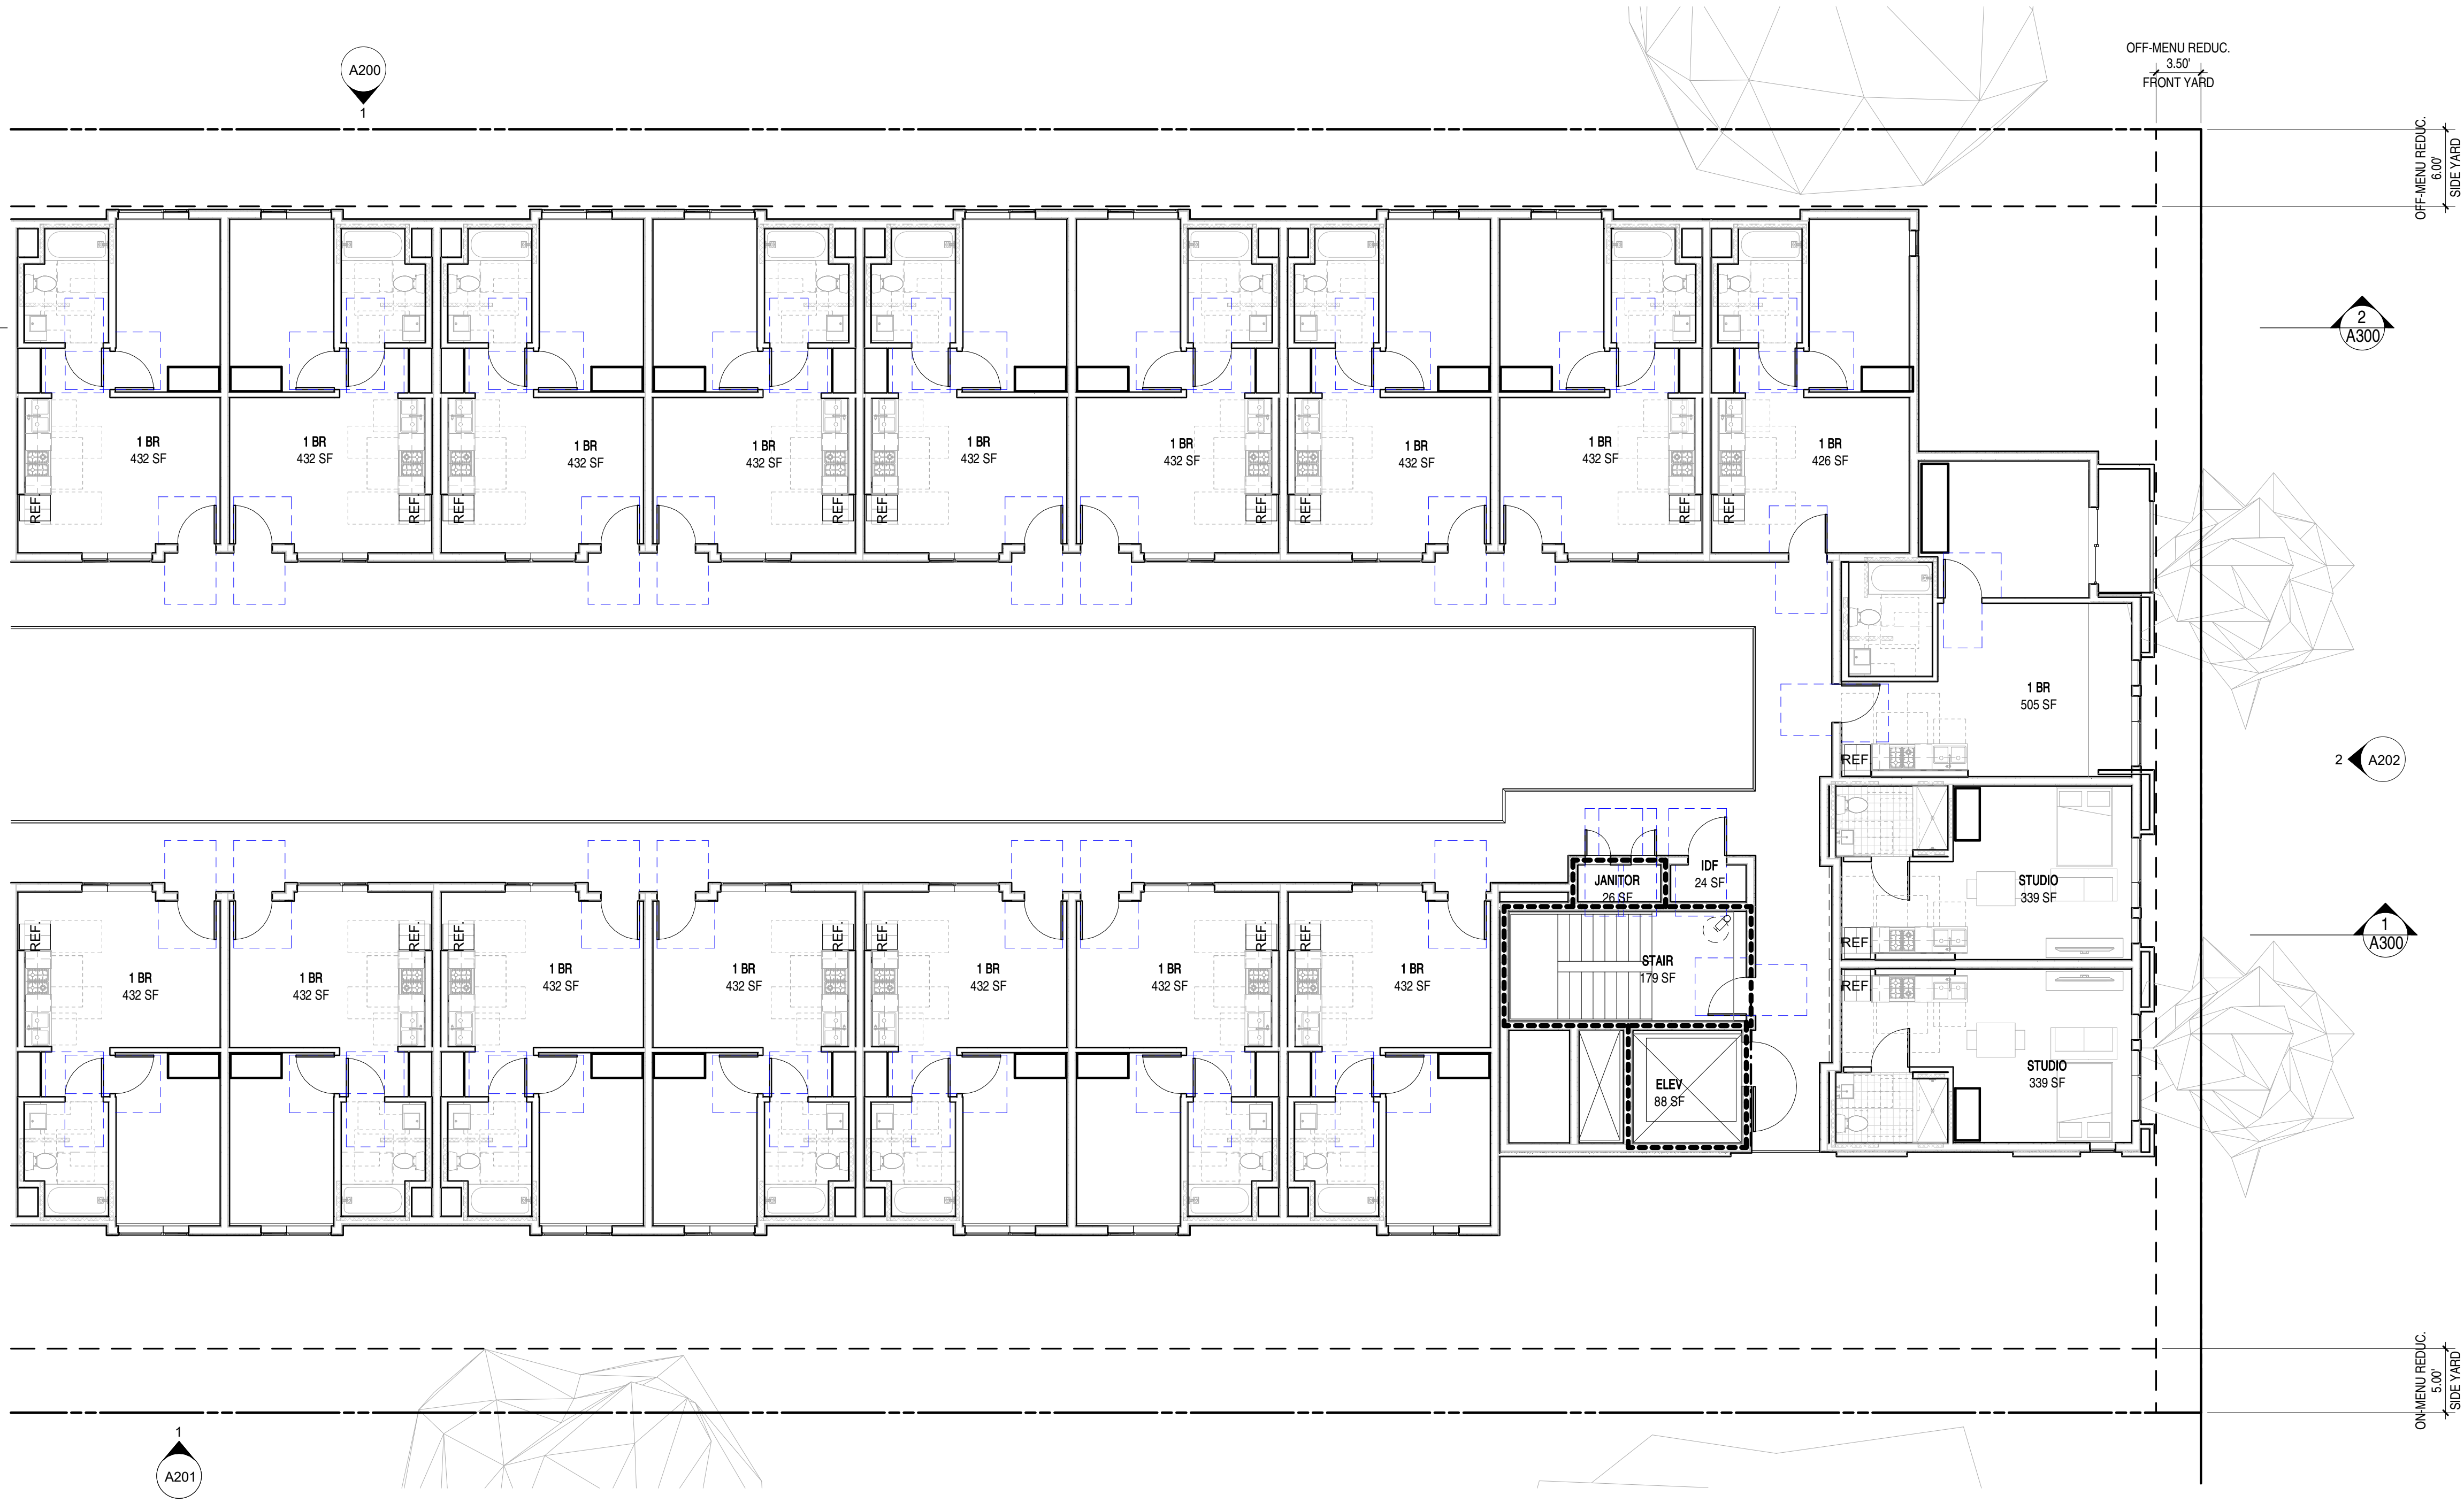 OFF-MENU REDUC.
3.50'
FRONT YARD
A200
1
OFF-MENU REDUC.
6.00'
SIDE YARD
2
A300
1 BR
432 SF
1 BR
432 SF
1 BR
432 SF
1 BR
432 SF
1 BR
432 SF
1 BR
432 SF
1 BR
432 SF
1 BR
432 SF
1 BR
426 SF
REF.
REF.
REF.
REF.
REF.
REF.
REF.
REF.
REF.
1 BR
505 SF
REF.
2
A202
JANITOR
26 SF
IDF
24 SF
STUDIO
339 SF
REF.
1
A300
REF.
REF.
REF.
REF.
REF.
REF.
REF.
1 BR
432 SF
1 BR
432 SF
1 BR
432 SF
1 BR
432 SF
1 BR
432 SF
1 BR
432 SF
1 BR
432 SF
STAIR
179 SF
REF.
STUDIO
339 SF
ELEV
88 SF
ON-MENU REDUC.
5.00'
SIDE YARD
1
A201